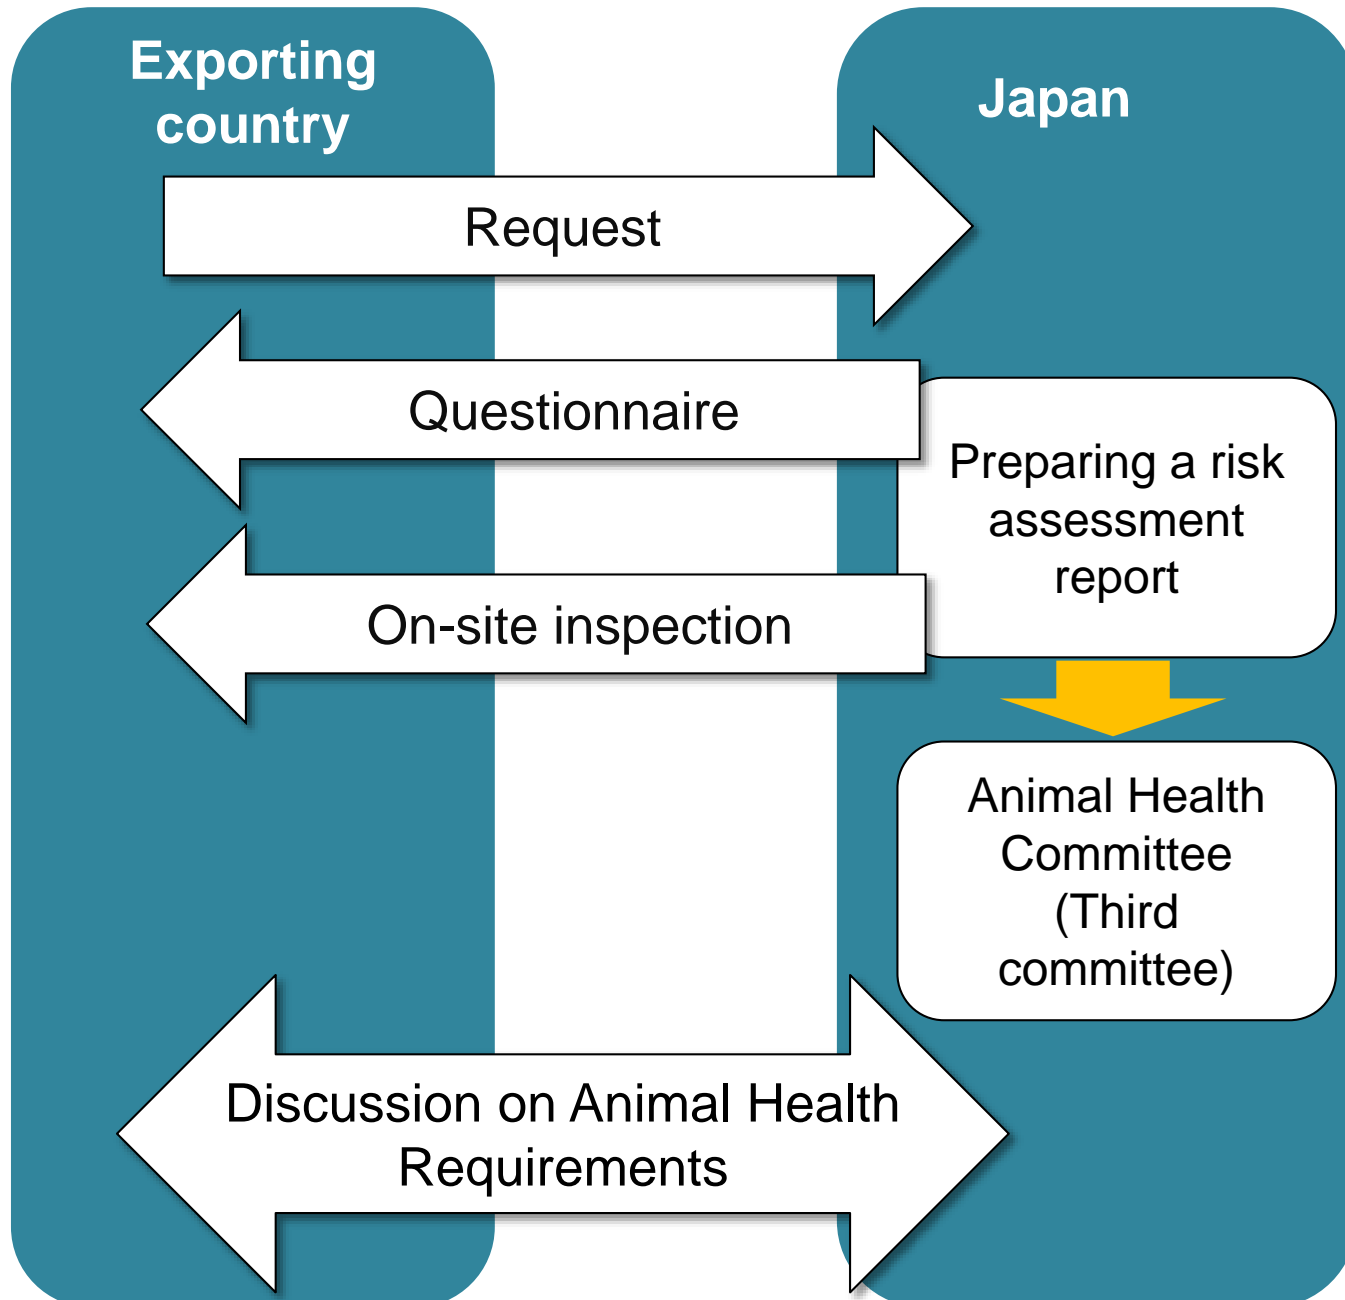 Exporting
country
Japan
Request
Questionnaire
Preparing a risk
assessment
report
On-site inspection
Animal Health
Committee
(Third
committee)
Discussion on Animal Health
Requirements